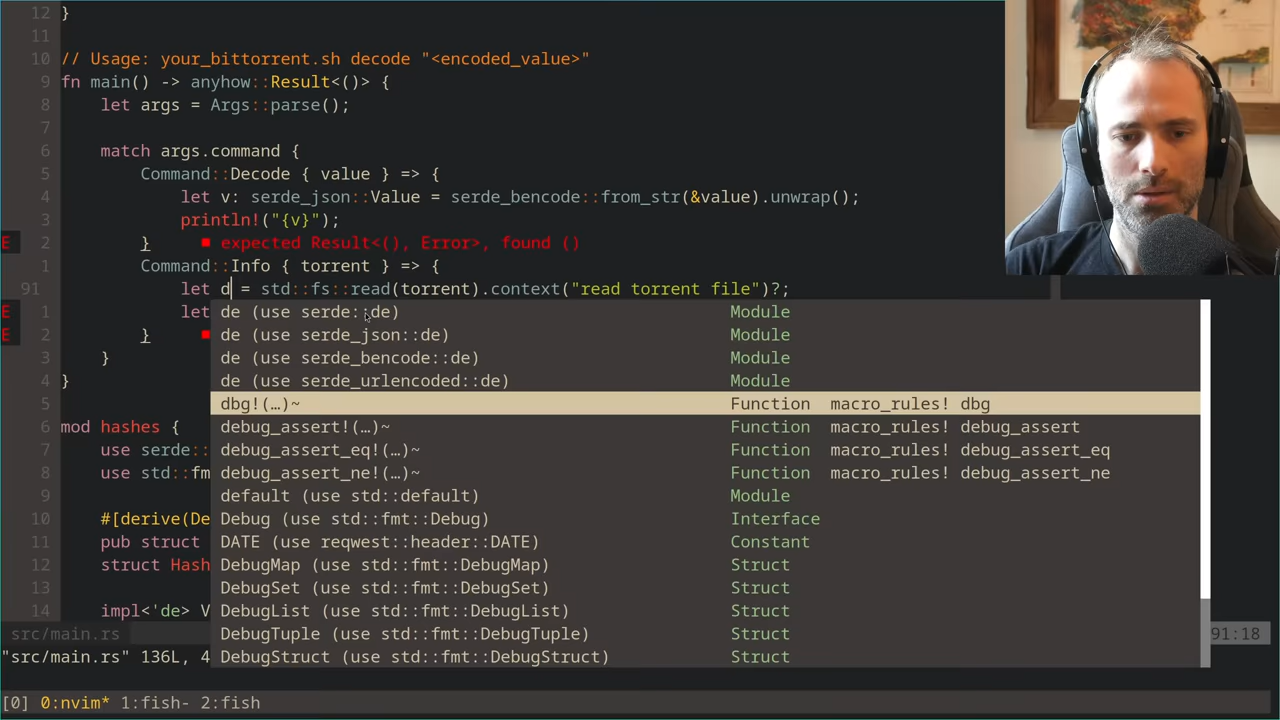 12 }
11
10 // Usage: your_bittorrent.sh decode "<encoded_value>"
9 fn main() -> anyhow::Result<()> {
8 let args = Args::parse();
7
6 match args.command {
5 Command::Decode { value } => {
4 let v: serde_json::Value = serde_bencode::from_str(&value).unwrap();
3 println!("{v}");
E 2 } ■ expected Result<(), Error>, found ()
1 Command::Info { torrent } => {
91 let d = std::fs::read(torrent).context("read torrent file")?;
E 1 let de (use serde::de) Module
E 2 } ■ de (use serde_json::de) Module
3 } de (use serde_bencode::de) Module
4 } de (use serde_urlencoded::de) Module
5 dbg!(…)~ Function macro_rules! dbg
6 mod hashes { debug_assert!(…)~ Function macro_rules! debug_assert
7 use serde:: debug_assert_eq!(…)~ Function macro_rules! debug_assert_eq
8 use std::fm debug_assert_ne!(…)~ Function macro_rules! debug_assert_ne
9 default (use std::default) Module
10 #[derive(De Debug (use std::fmt::Debug) Interface
11 pub struct DATE (use reqwest::header::DATE) Constant
12 struct Hash DebugMap (use std::fmt::DebugMap) Struct
13 DebugSet (use std::fmt::DebugSet) Struct
14 impl<'de> V DebugList (use std::fmt::DebugList) Struct
src/main.rs DebugTuple (use std::fmt::DebugTuple) Struct 91:18
"src/main.rs" 136L, 4 DebugStruct (use std::fmt::DebugStruct) Struct
[0] 0:nvim* 1:fish- 2:fish